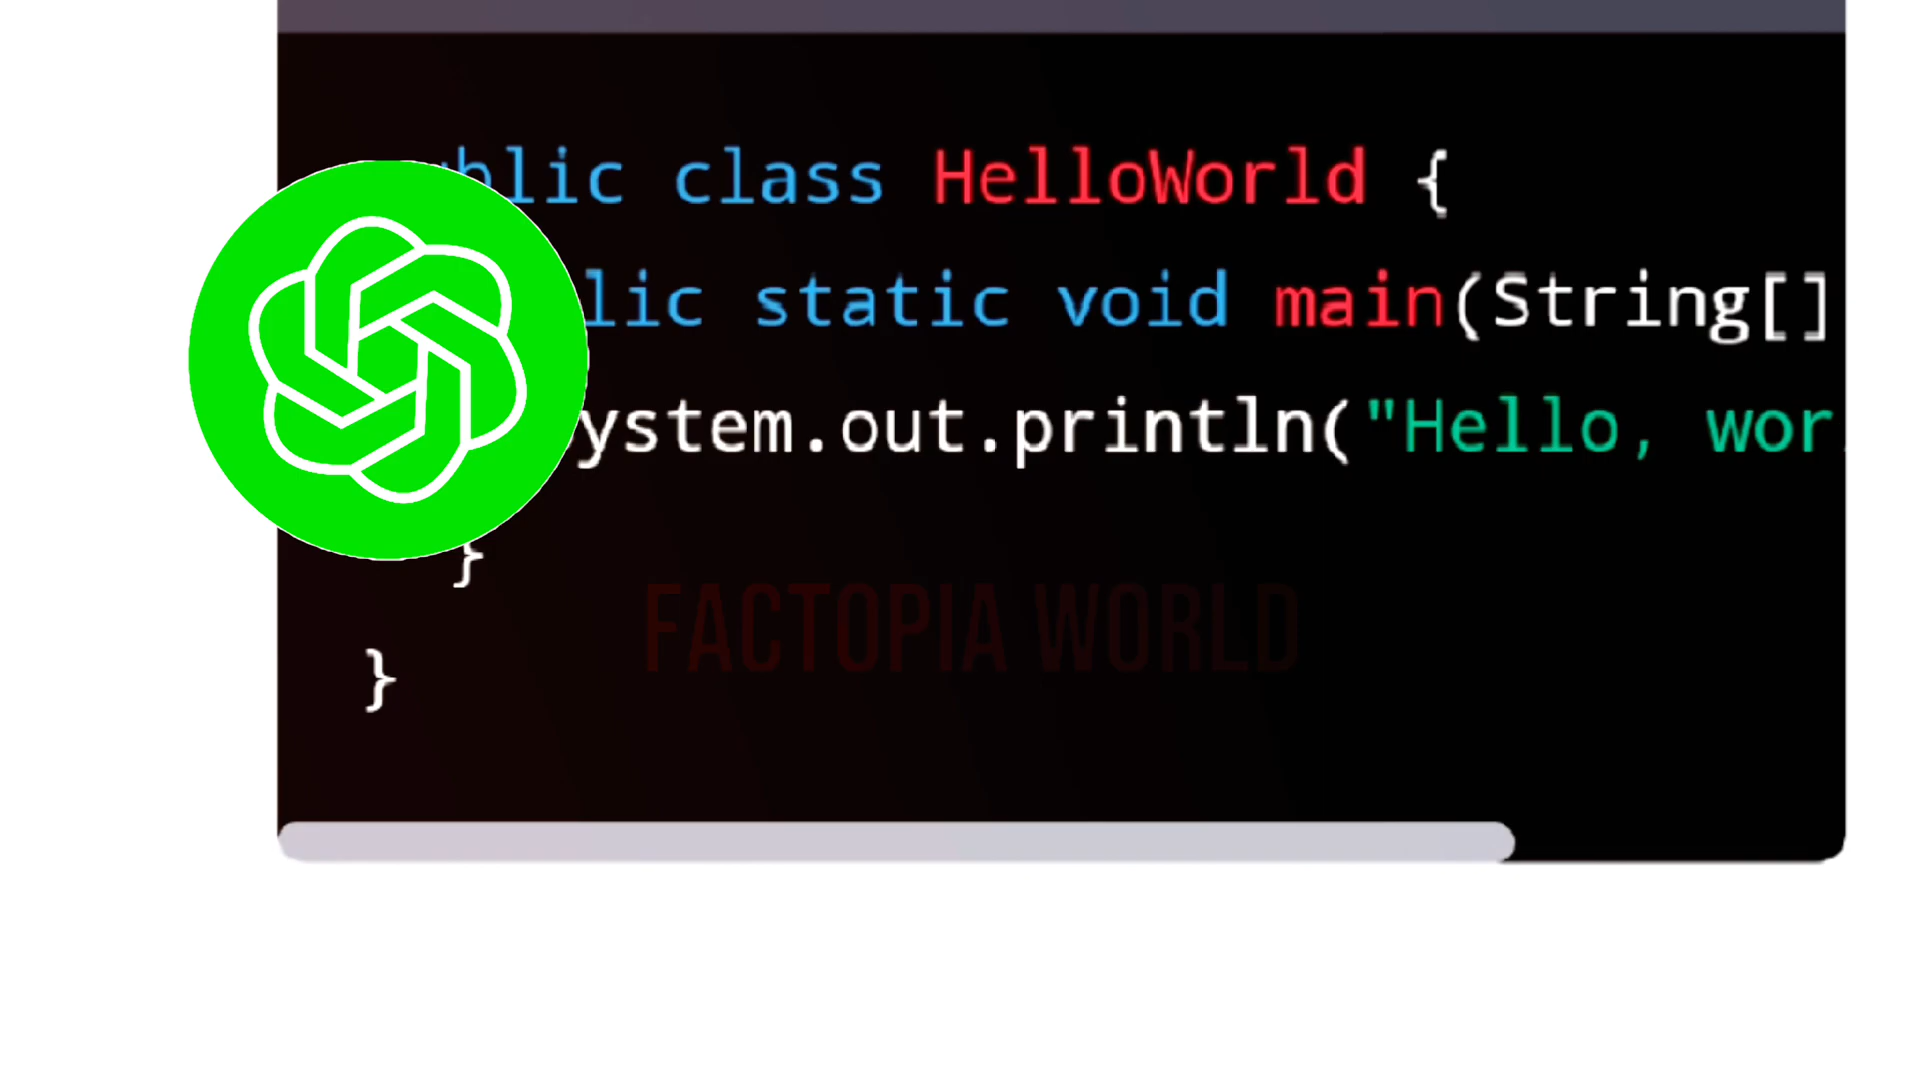 blic class HelloWorld {
lic static void main(String[]
ystem.out.println("Hello, wor
}
FACTOPIA WORLD
}